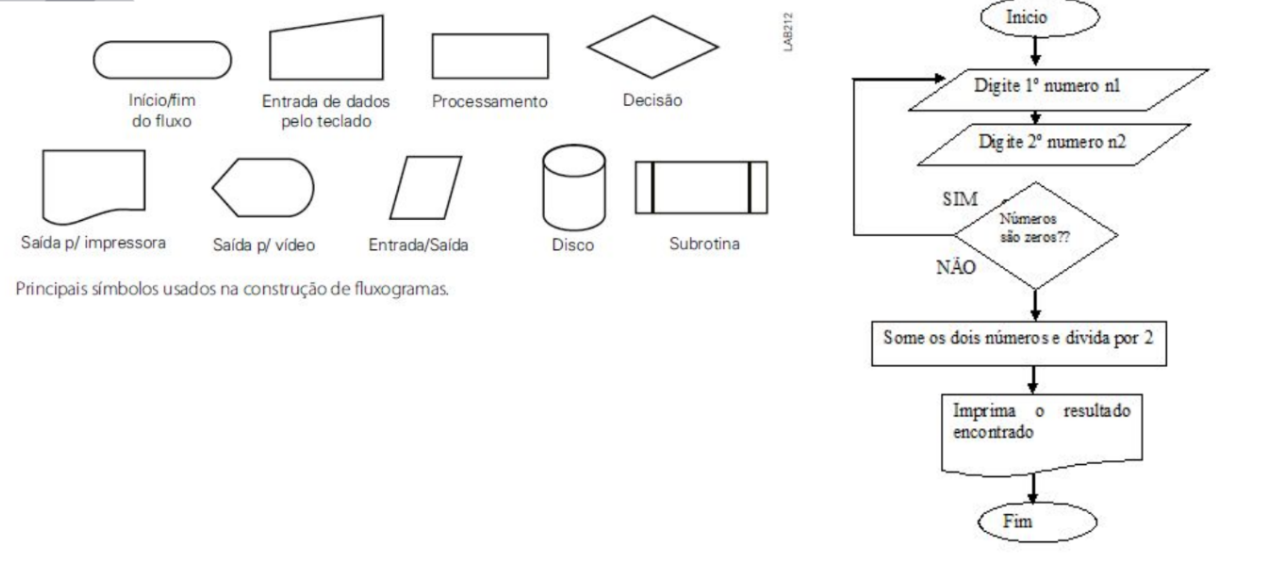 LAB212
Início/fim
do fluxo
Entrada de dados
pelo teclado
Processamento
Decisão
Saída p/ impressora
Saída p/ vídeo
Entrada/Saída
Disco
Subrotina
Principais símbolos usados na construção de fluxogramas.
Inicio
Digite 1º numero n1
Digite 2º numero n2
SIM
Números
são zeros??
NÃO
Some os dois números e divida por 2
Imprima o resultado
encontrado
Fim